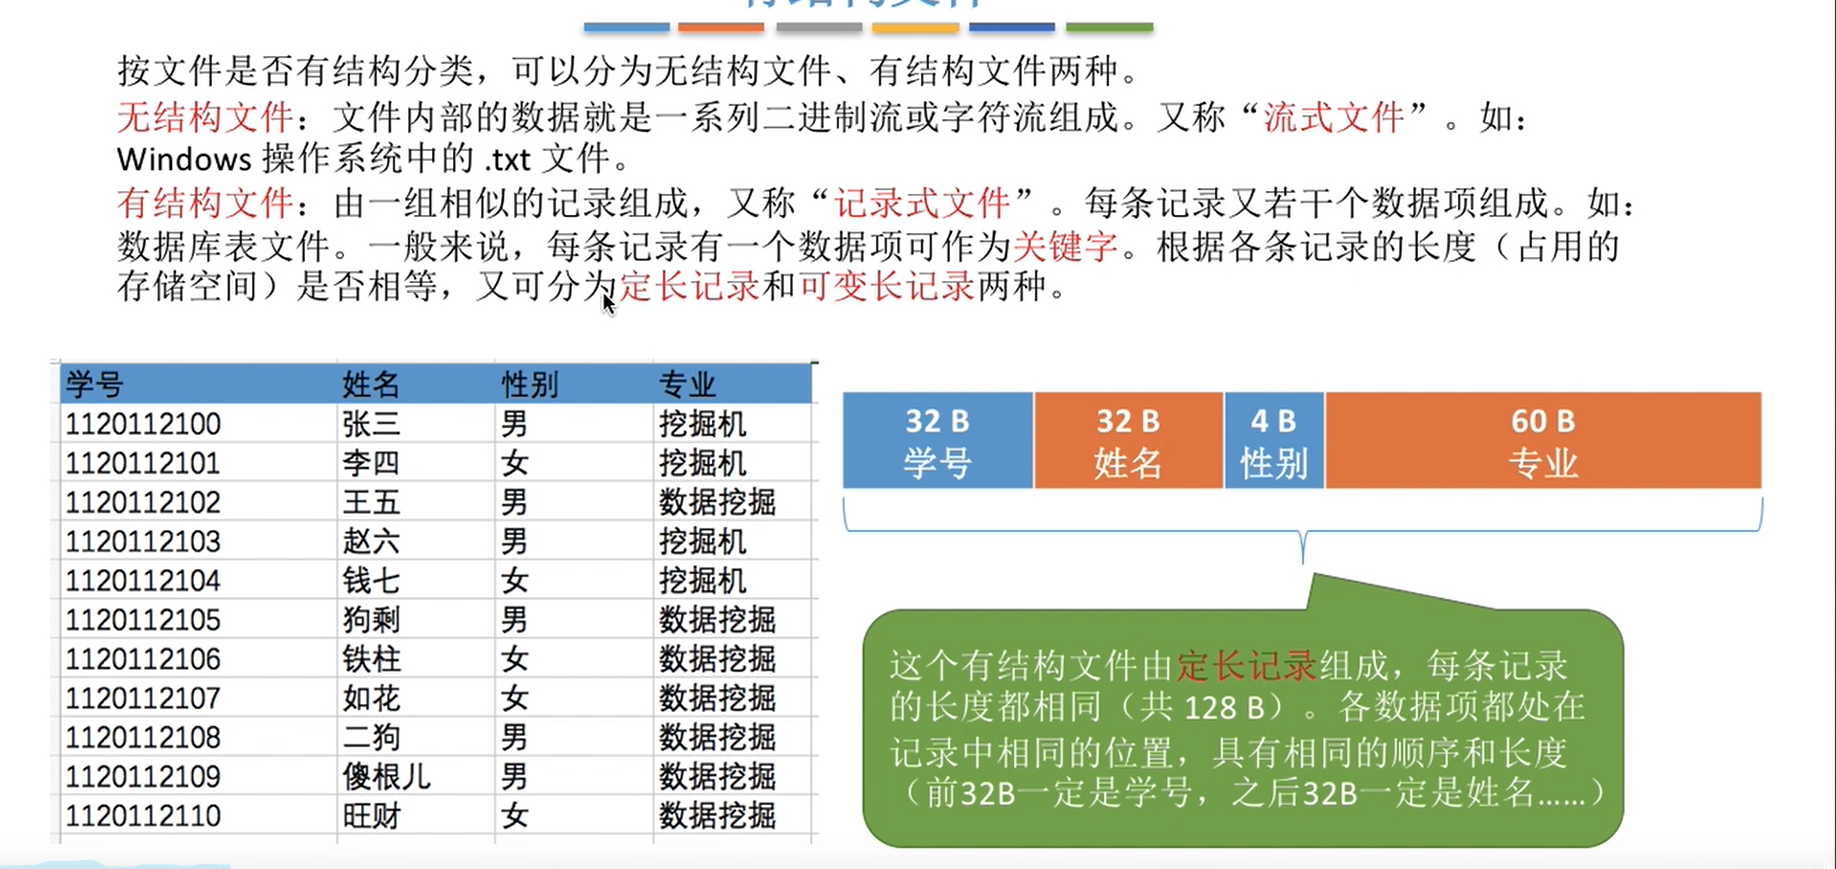 按文件是否有结构分类，可以分为无结构文件、有结构文件两种。
无结构文件：文件内部的数据就是一系列二进制流或字符流组成。又称“流式文件”。如：
Windows 操作系统中的 .txt 文件。
有结构文件：由一组相似的记录组成，又称“记录式文件”。每条记录又若干个数据项组成。如：
数据库表文件。一般来说，每条记录有一个数据项可作为关键字。根据各条记录的长度（占用的
存储空间）是否相等，又可分为定长记录和可变长记录两种。
学号 姓名 性别 专业
1120112100 张三 男 挖掘机
1120112101 李四 女 挖掘机
1120112102 王五 男 数据挖掘
1120112103 赵六 男 挖掘机
1120112104 钱七 女 挖掘机
1120112105 狗剩 男 数据挖掘
1120112106 铁柱 女 数据挖掘
1120112107 如花 女 数据挖掘
1120112108 二狗 男 数据挖掘
1120112109 傻根儿 男 数据挖掘
1120112110 旺财 女 数据挖掘
32 B 32 B 4 B 60 B
学号 姓名 性别 专业
这个有结构文件由定长记录组成，每条记录
的长度都相同（共 128 B）。各数据项都处在
记录中相同的位置，具有相同的顺序和长度
（前32B一定是学号，之后32B一定是姓名……）